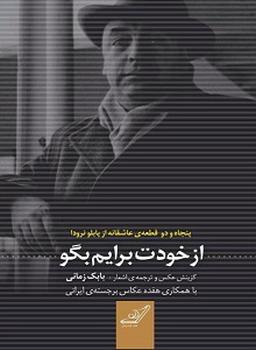 پنجاه و دو قطعه‌ی عاشقانه از پابلو نرودا
از خودت برایم بگو
گزینش عکس و ترجمه‌ی اشعار: بابک زمانی
با همکاری هفده عکاس برجسته‌ی ایرانی